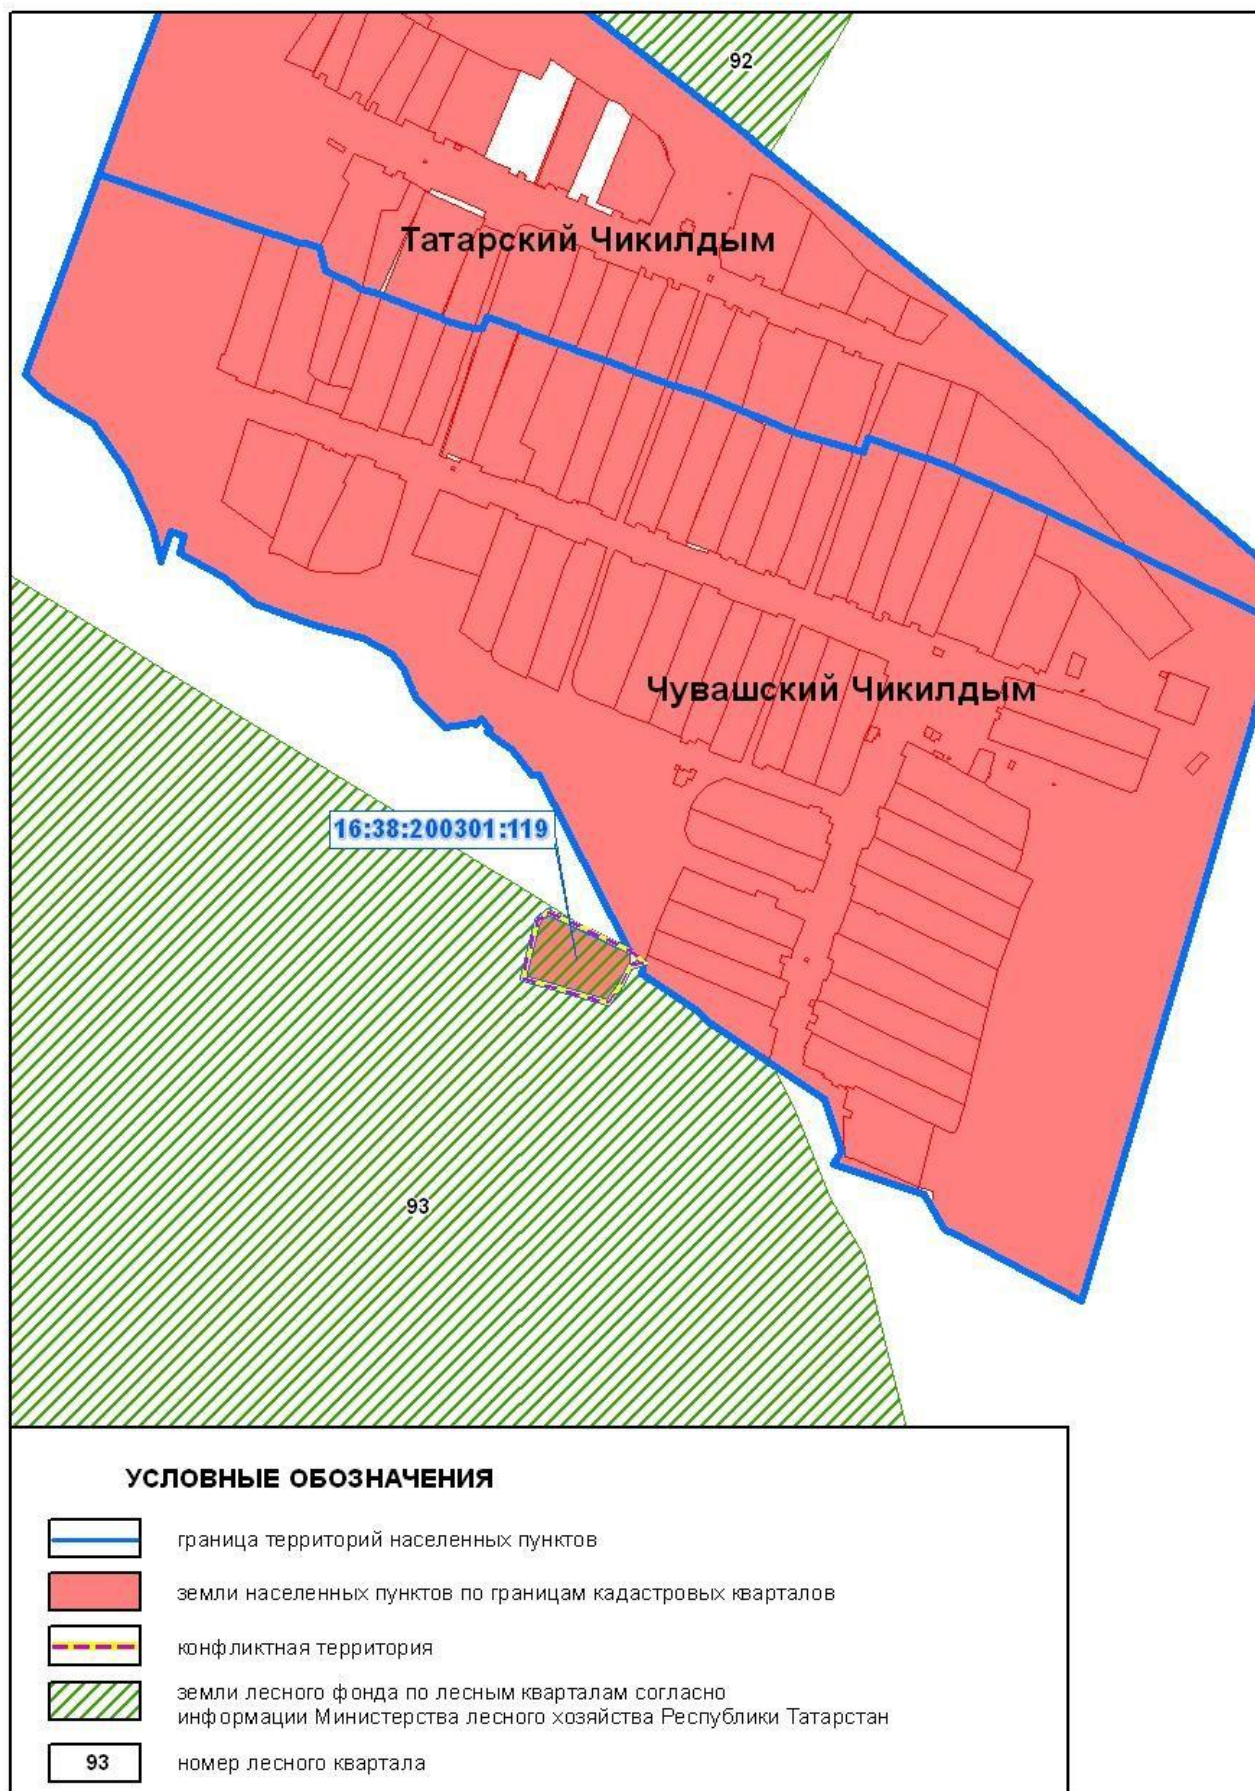 92
Татарский Чикилдым
Чувашский Чикилдым
16:38:200301:119
93
УСЛОВНЫЕ ОБОЗНАЧЕНИЯ
граница территорий населенных пунктов
земли населенных пунктов по границам кадастровых кварталов
конфликтная территория
земли лесного фонда по лесным кварталам согласно
информации Министерства лесного хозяйства Республики Татарстан
93 номер лесного квартала